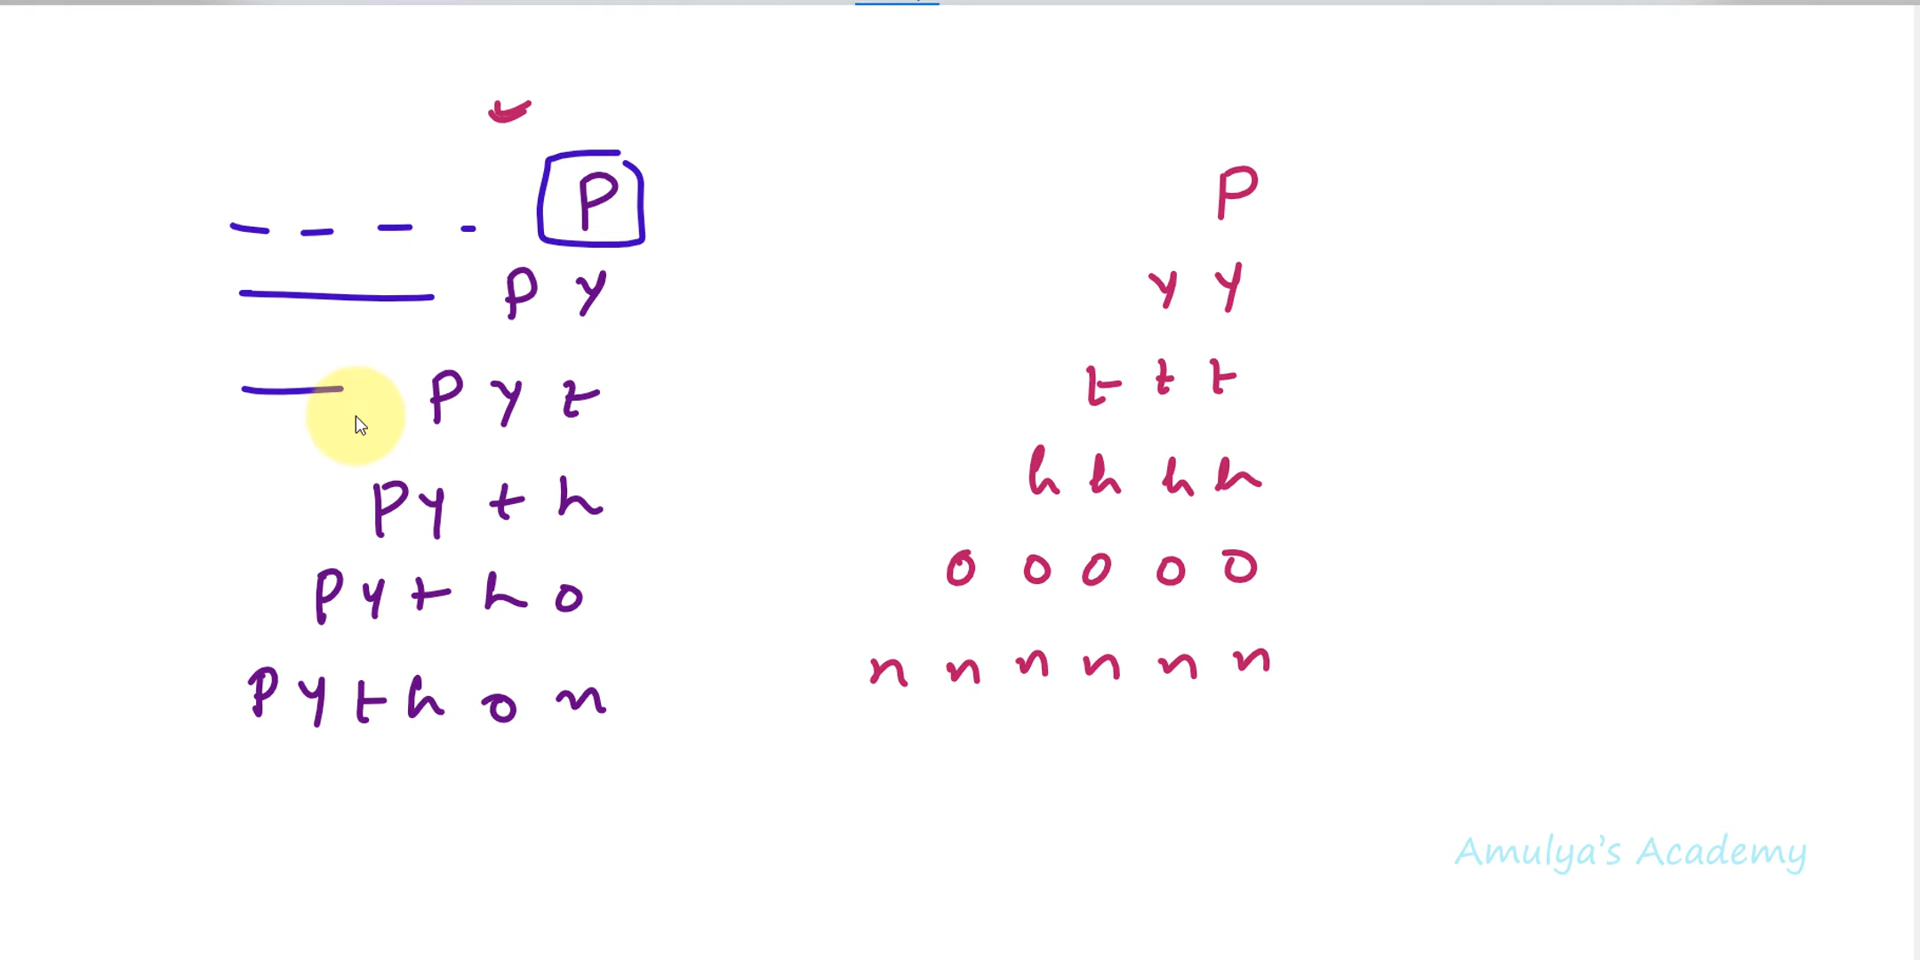 P
P y
P y t
P y t h
P y t h o
P y t h o n
P
y y
t t t
h h h h
o o o o o
n n n n n n
Amulya's Academy